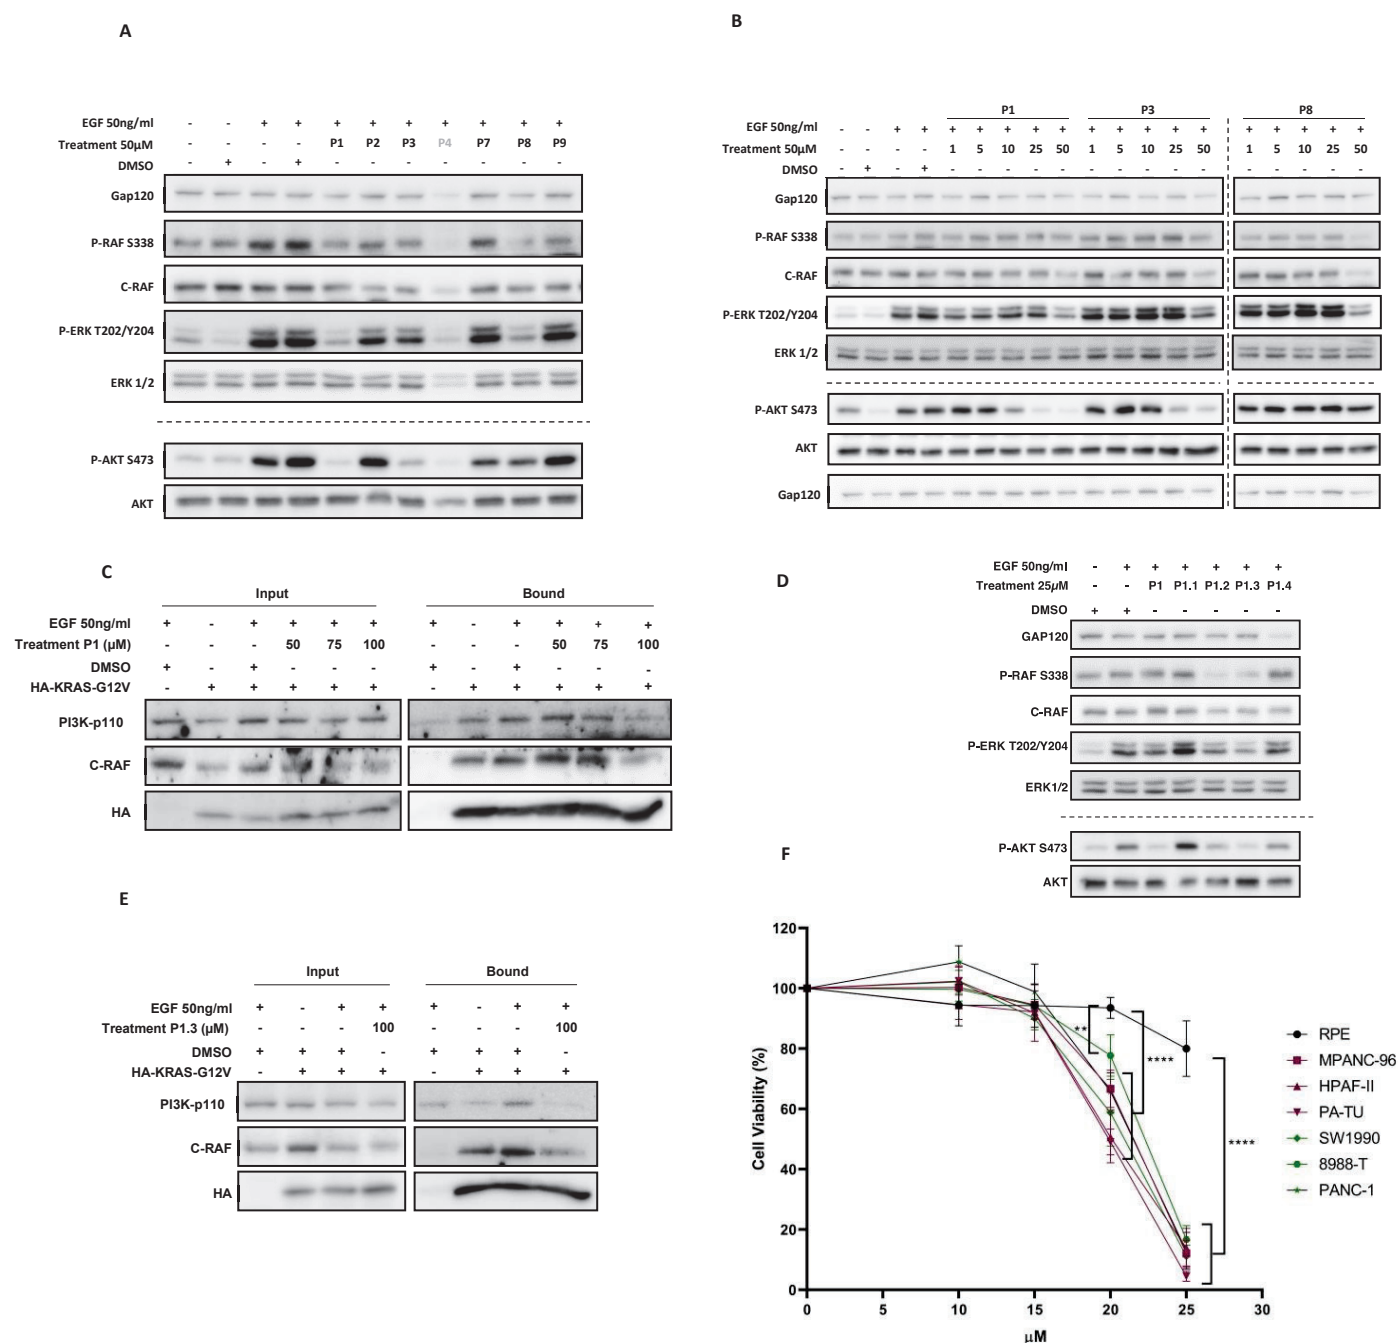 A
EGF 50ng/ml - - + + + + + + + + +
Treatment 50µM - - - - P1 P2 P3 P4 P7 P8 P9
DMSO - + - + - - - - - - -
Gap120
P-RAF S338
C-RAF
P-ERK T202/Y204
ERK 1/2
P-AKT S473
AKT
B
P1 P3 P8
EGF 50ng/ml - - + + + + + + + + + + + + + + + + +
Treatment 50µM - - - - 1 5 10 25 50 1 5 10 25 50 1 5 10 25 50
DMSO - + - + - - - - - - - - - - - - - - -
Gap120
P-RAF S338
C-RAF
P-ERK T202/Y204
ERK 1/2
P-AKT S473
AKT
Gap120
C
Input Bound
EGF 50ng/ml + - + + + + + - + + + +
Treatment P1 (µM) - - - 50 75 100 - - - 50 75 100
DMSO + - + - - - + - + - - -
HA-KRAS-G12V - + + + + + - + + + + +
PI3K-p110
C-RAF
HA
D
EGF 50ng/ml - + + + + + +
Treatment 25µM - - P1 P1.1 P1.2 P1.3 P1.4
DMSO + + - - - - -
GAP120
P-RAF S338
C-RAF
P-ERK T202/Y204
ERK1/2
P-AKT S473
AKT
E
Input Bound
EGF 50ng/ml + - + + + - + +
Treatment P1.3 (µM) - - - 100 - - - 100
DMSO + + + - + + + -
HA-KRAS-G12V - + + + - + + +
PI3K-p110
C-RAF
HA
F
Cell Viability (%)
120
100
80
60
40
20
0
0 5 10 15 20 25 30
µM
**
****
****
RPE
MPANC-96
HPAF-II
PA-TU
SW1990
8988-T
PANC-1